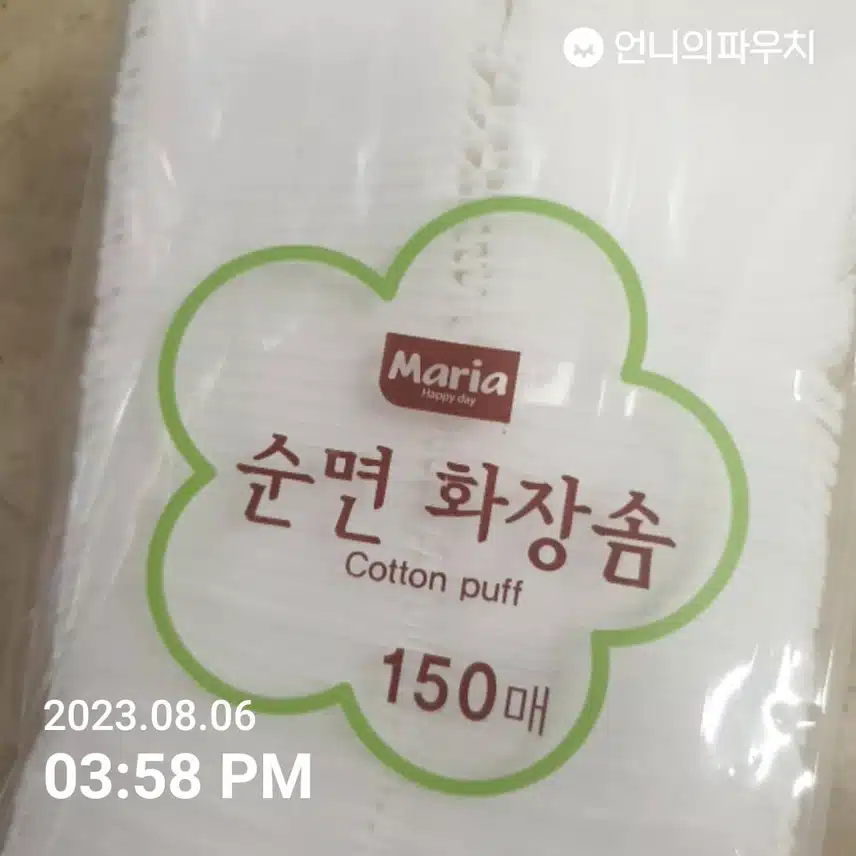 언니의파우치
Maria
Happy day
순면 화장솜
Cotton puff
150매
2023.08.06
03:58 PM